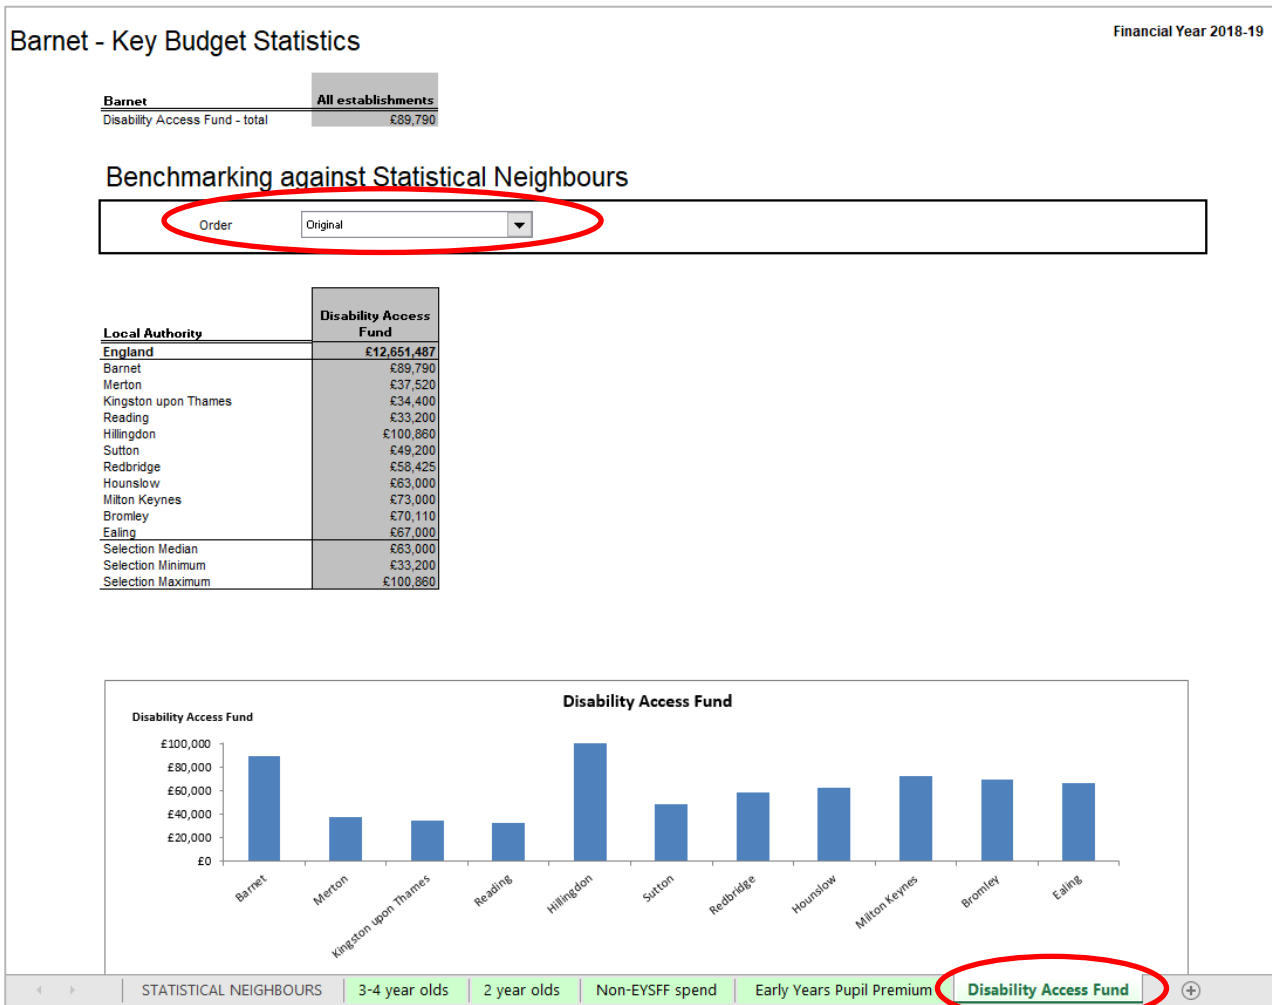 Financial Year 2018-19
Barnet - Key Budget Statistics
Barnet All establishments
Disability Access Fund - total £89,790
Benchmarking against Statistical Neighbours
Order Original
Disability Access
Local Authority Fund
England £12,651,487
Barnet £89,790
Merton £37,520
Kingston upon Thames £34,400
Reading £33,200
Hillingdon £100,860
Sutton £49,200
Redbridge £58,425
Hounslow £63,000
Milton Keynes £73,000
Bromley £70,110
Ealing £67,000
Selection Median £63,000
Selection Minimum £33,200
Selection Maximum £100,860
Disability Access Fund
Disability Access Fund
£100,000
£80,000
£60,000
£40,000
£20,000
£0
Barnet Merton Kingston upon Thames Reading Hillingdon Sutton Redbridge Hounslow Milton Keynes Bromley Ealing
STATISTICAL NEIGHBOURS 3-4 year olds 2 year olds Non-EYSFF spend Early Years Pupil Premium Disability Access Fund